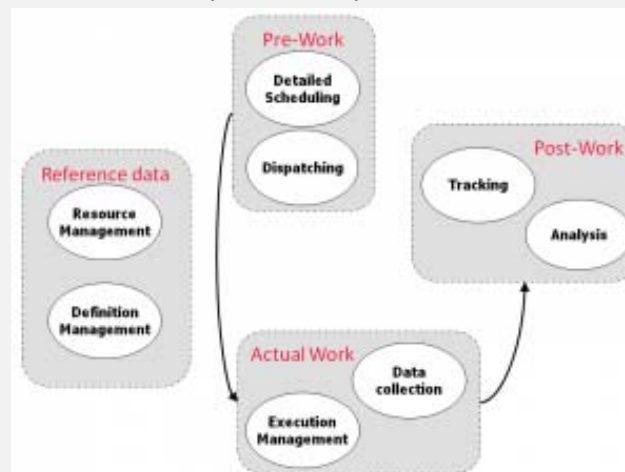 Pre-Work
Detailed
Scheduling
Dispatching
Reference data
Resource
Management
Definition
Management
Post-Work
Tracking
Analysis
Actual Work
Data
collection
Execution
Management